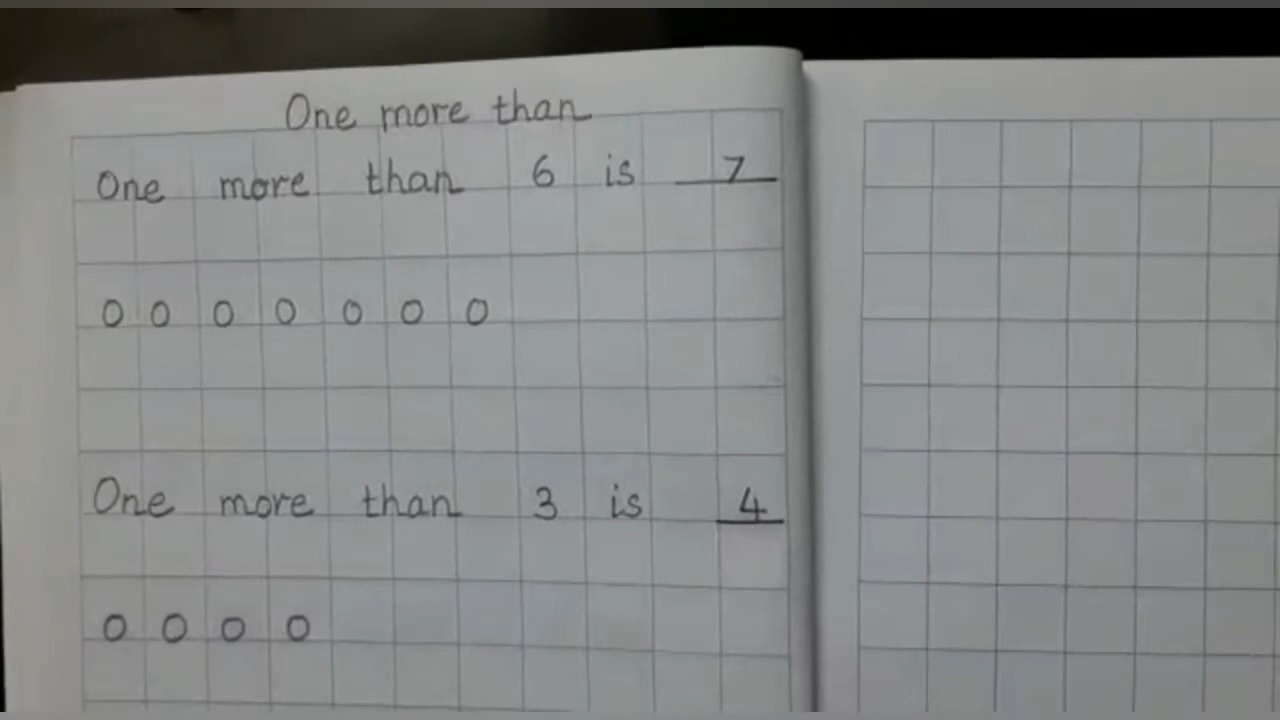 One more than
One more than 6 is 7
0 0 0 0 0 0 0
One more than 3 is 4
0 0 0 0